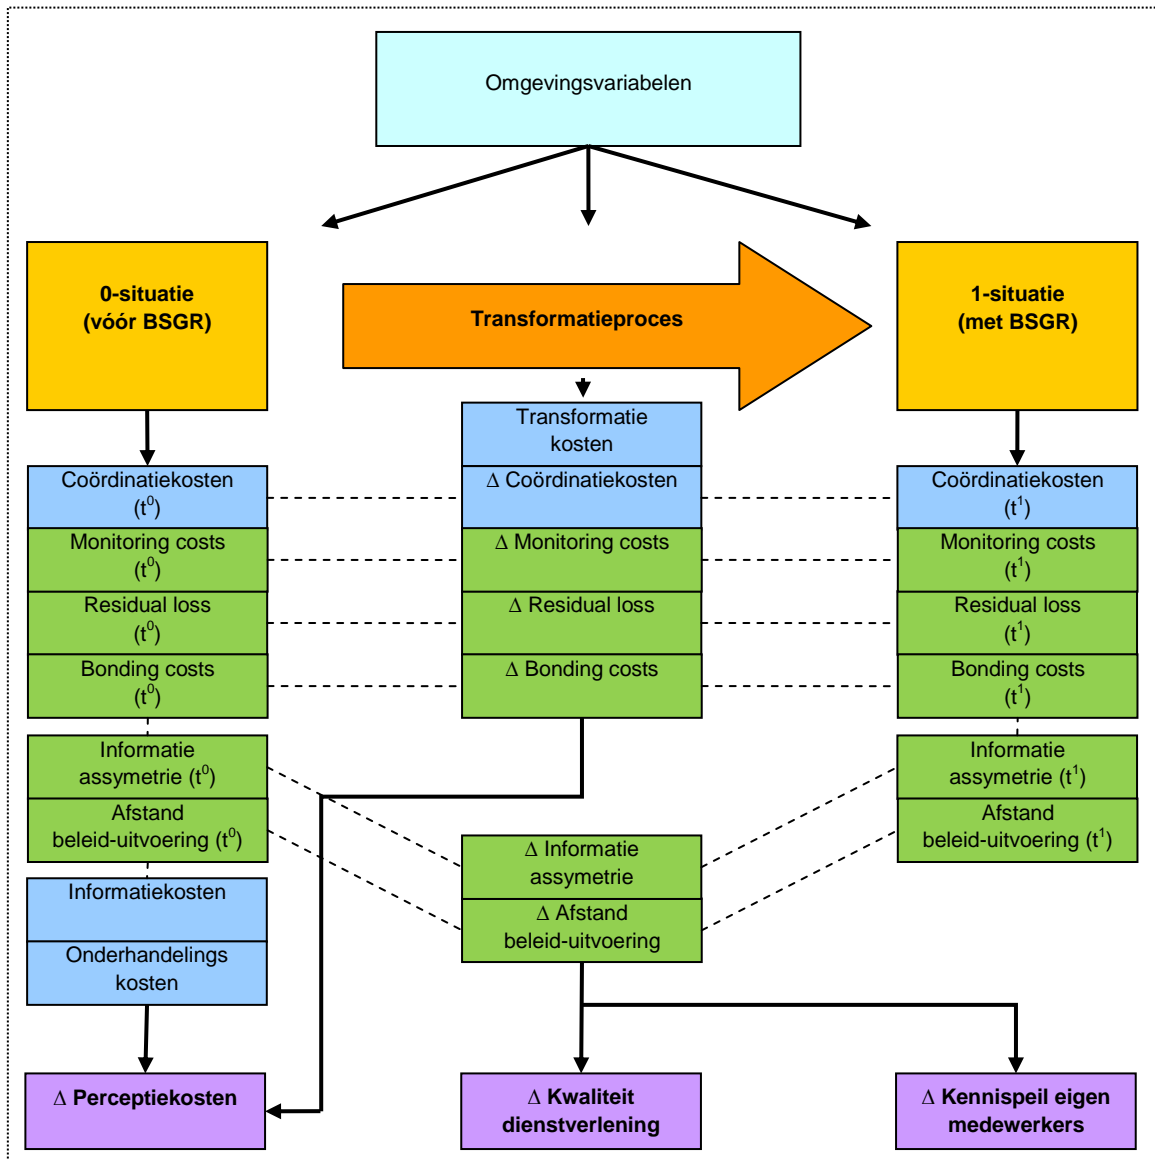 Omgevingsvariabelen
0-situatie
(vóór BSGR)
Transformatieproces
1-situatie
(met BSGR)
Transformatie
kosten
Coördinatiekosten
(t⁰)
Δ Coördinatiekosten
Coördinatiekosten
(t¹)
Monitoring costs
(t⁰)
Δ Monitoring costs
Monitoring costs
(t¹)
Residual loss
(t⁰)
Δ Residual loss
Residual loss
(t¹)
Bonding costs
(t⁰)
Δ Bonding costs
Bonding costs
(t¹)
Informatie
assymetrie (t⁰)
Informatie
assymetrie (t¹)
Afstand
beleid-uitvoering (t⁰)
Afstand
beleid-uitvoering (t¹)
Δ Informatie
assymetrie
Δ Afstand
beleid-uitvoering
Informatiekosten
Onderhandelings
kosten
Δ Perceptiekosten
Δ Kwaliteit
dienstverlening
Δ Kennispeil eigen
medewerkers